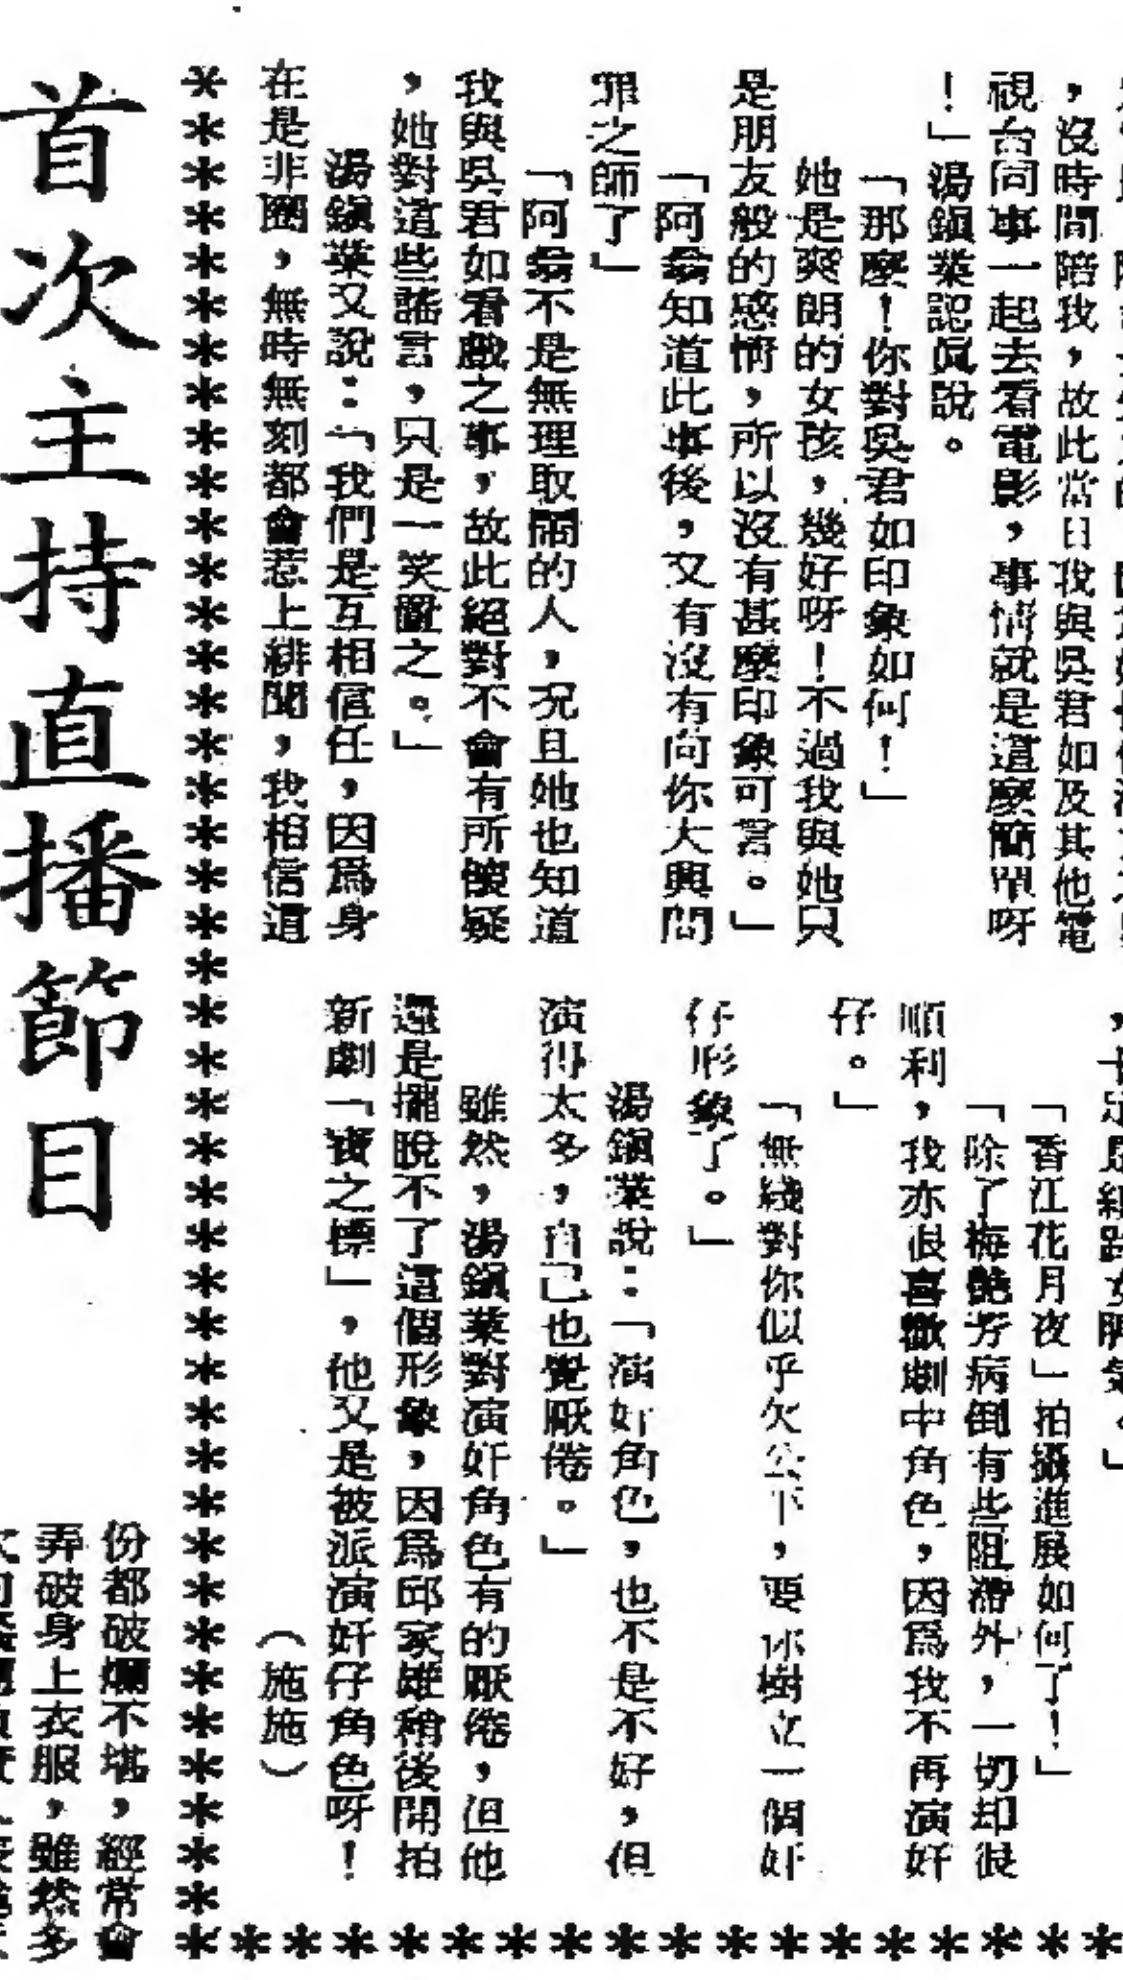 ，沒時間陪我，故此當日我與吳君如及其他電
視台同事一起去看電影，事情就是這麼簡單呀
！」湯鎭業認眞說。
「那麼！你對吳君如印象如何！」
她是爽朗的女孩，幾好呀！不過我與她只
是朋友般的感情，所以沒有甚麼印象可言。」
「阿翁知道此事後，又有沒有向你大興問
罪之師了」
「阿翁不是無理取鬧的人，況且她也知道
我與吳君如看戲之事，故此絕對不會有所懷疑
，她對這些謠言，只是一笑置之。」
湯鎭業又說：「我們是互相信任，因爲身
在是非圈，無時無刻都會惹上緋聞，我相信這
「香江花月夜」拍攝進展如何了！」
「除了梅艷芳病倒有些阻滯外，一切却很
順利，我亦很喜歡劇中角色，因爲我不再演奸
仔。」
「無綫對你似乎欠公平，要你樹立一個奸
仔形象了。」
湯鎭業說：「演奸角色，也不是不好，但
演得太多，自己也覺厭倦。」
雖然，湯鎭業對演奸角色有的厭倦，但他
還是擺脫不了這個形象，因爲邱家雄稍後開拍
新劇「寶之標」，他又是被派演奸仔角色呀！
（施施）
＊＊＊＊＊＊＊＊＊＊＊＊＊＊＊＊＊＊＊＊＊＊＊＊＊＊＊＊＊＊＊＊＊＊＊＊
＊＊＊＊＊＊＊＊＊＊＊＊＊＊＊＊＊＊
首次主持直播節目
份都破爛不堪，經常會
弄破身上衣服，雖然多